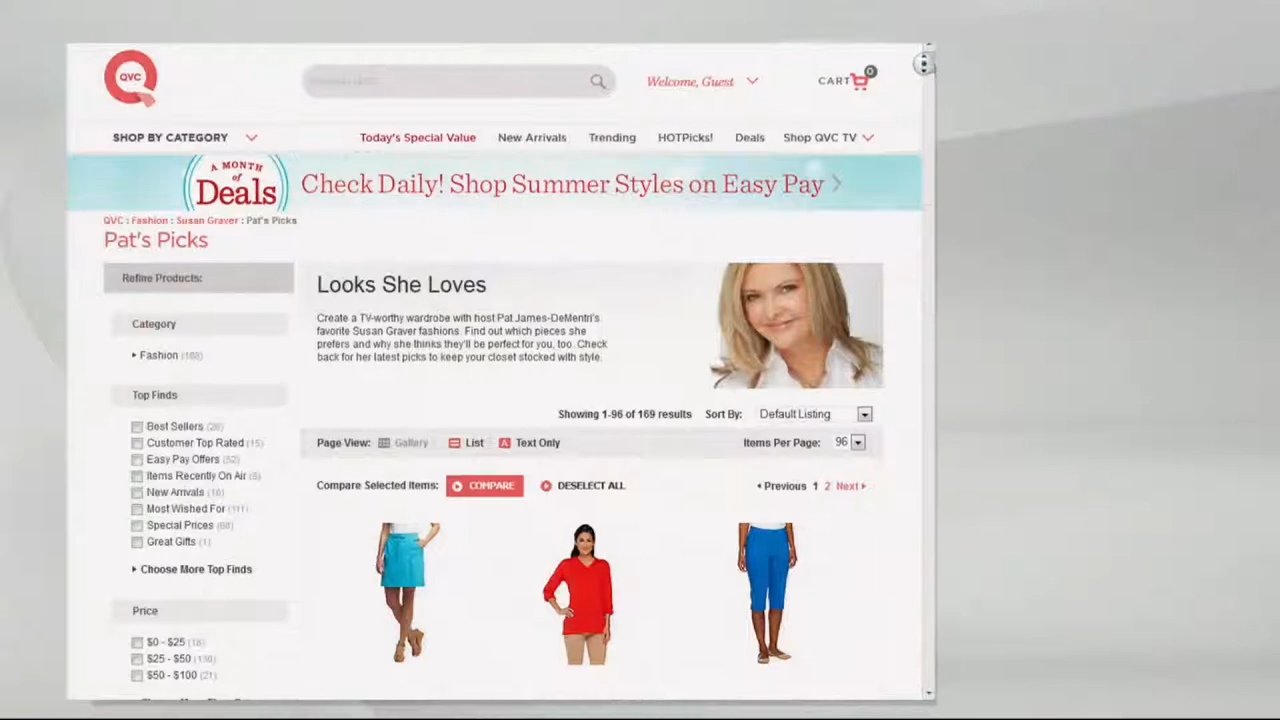 QVC
Welcome, Guest
CART 0
SHOP BY CATEGORY
Today's Special Value
New Arrivals
Trending
HOTPicks!
Deals
Shop QVC TV
A MONTH
of
Deals
Check Daily! Shop Summer Styles on Easy Pay
QVC : Fashion : Susan Graver : Pat's Picks
Pat's Picks
Refine Products:
Category
Fashion (168)
Top Finds
Best Sellers (26)
Customer Top Rated (15)
Easy Pay Offers (52)
Items Recently On Air (6)
New Arrivals (16)
Most Wished For (111)
Special Prices (68)
Great Gifts (1)
Choose More Top Finds
Price
$0 - $25 (18)
$25 - $50 (130)
$50 - $100 (21)
Looks She Loves
Create a TV-worthy wardrobe with host Pat James-DeMentri's
favorite Susan Graver fashions. Find out which pieces she
prefers and why she thinks they'll be perfect for you, too. Check
back for her latest picks to keep your closet stocked with style.
Showing 1-96 of 169 results
Sort By: Default Listing
Page View: Gallery List Text Only
Items Per Page: 96
Compare Selected Items: COMPARE DESELECT ALL
Previous 1 2 Next